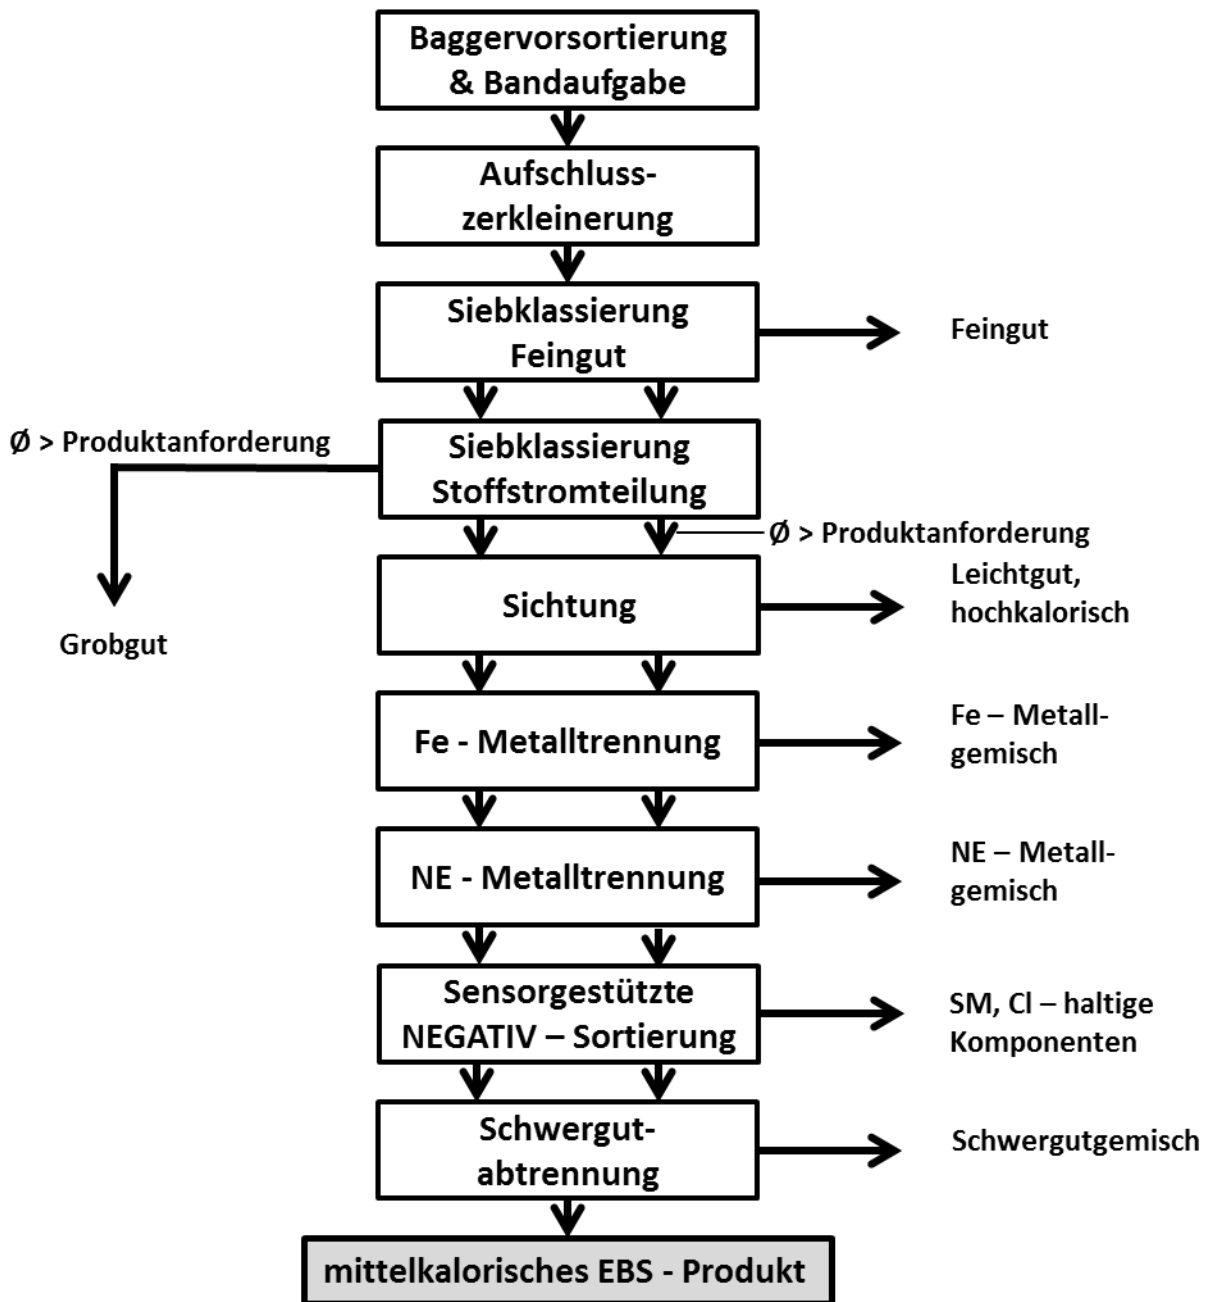 Baggervorsortierung
& Bandaufgabe
Aufschluss-
zerkleinerung
Siebklassierung
Feingut
Feingut
Ø > Produktanforderung
Siebklassierung
Stoffstromteilung
Ø > Produktanforderung
Grobgut
Sichtung
Leichtgut,
hochkalorisch
Fe - Metalltrennung
Fe – Metall-
gemisch
NE - Metalltrennung
NE – Metall-
gemisch
Sensorgestützte
NEGATIV – Sortierung
SM, Cl – haltige
Komponenten
Schwergut-
abtrennung
Schwergutgemisch
mittelkalorisches EBS - Produkt